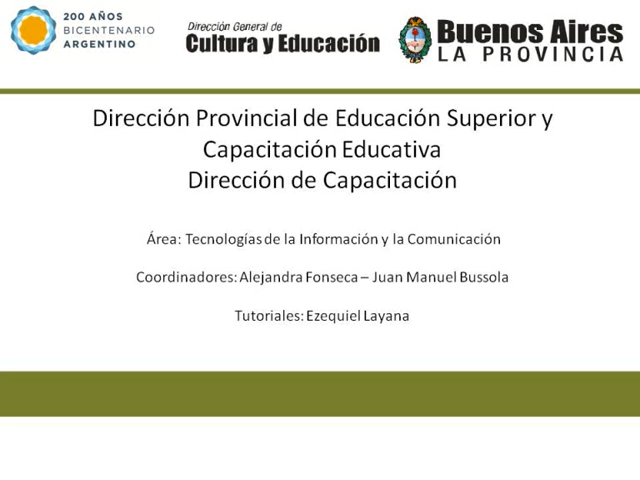 200 AÑOS
BICENTENARIO
ARGENTINO
Dirección General de
Cultura y Educación
Buenos Aires
LA PROVINCIA
Dirección Provincial de Educación Superior y
Capacitación Educativa
Dirección de Capacitación
Área: Tecnologías de la Información y la Comunicación
Coordinadores: Alejandra Fonseca – Juan Manuel Bussola
Tutoriales: Ezequiel Layana